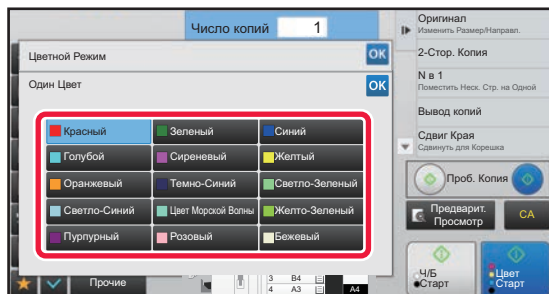 Число копий 1
Цветной Режим
OK
Один Цвет
OK
Красный
Зеленый
Синий
Голубой
Сиреневый
Желтый
Оранжевый
Темно-Синий
Светло-Зеленый
Светло-Синий
Цвет Морской Волны
Желто-Зеленый
Пурпурный
Розовый
Бежевый
Прочие
3 B4
4 A3
A4
Оригинал
Изменить Размер/Направл.
2-Стор. Копия
N в 1
Поместить Неск. Стр. на Одной
Вывод копий
Сдвиг Края
Сдвинуть для Корешка
Проб. Копия
Предварит.
Просмотр
CA
Ч/Б
Старт
Цвет
Старт